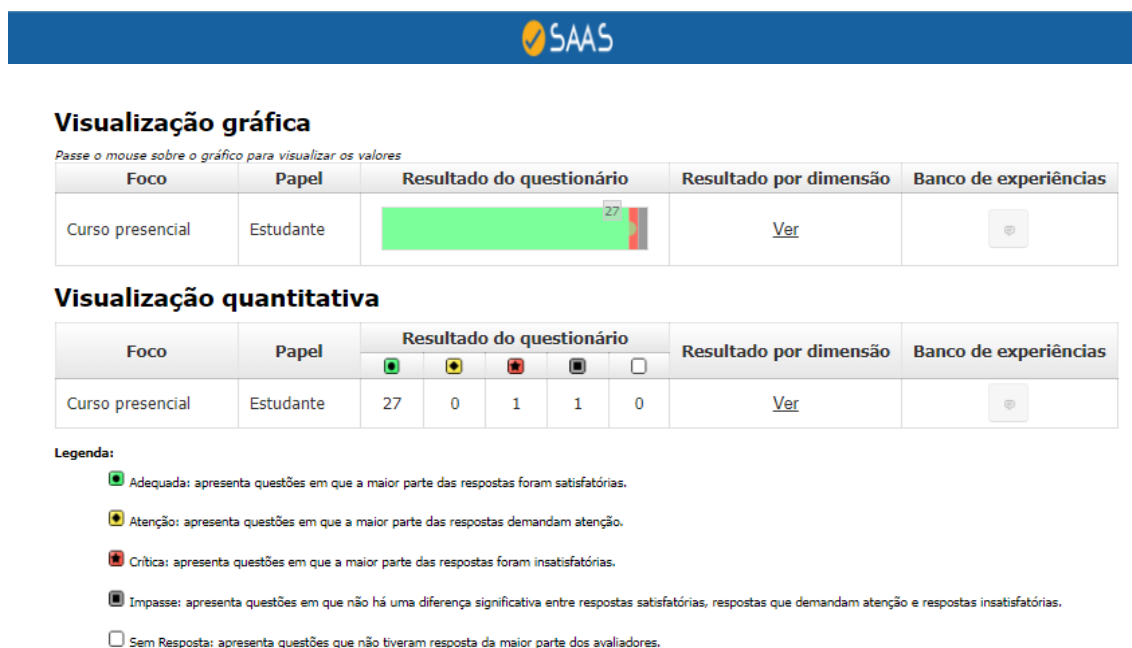 SAAS
Visualização gráfica
Passe o mouse sobre o gráfico para visualizar os valores
Foco Papel Resultado do questionário Resultado por dimensão Banco de experiências
27
Curso presencial Estudante Ver
Visualização quantitativa
Foco Papel Resultado do questionário Resultado por dimensão Banco de experiências
Curso presencial Estudante 27 0 1 1 0 Ver
Legenda:
Adequada: apresenta questões em que a maior parte das respostas foram satisfatórias.
Atenção: apresenta questões em que a maior parte das respostas demandam atenção.
Crítica: apresenta questões em que a maior parte das respostas foram insatisfatórias.
Impasse: apresenta questões em que não há uma diferença significativa entre respostas satisfatórias, respostas que demandam atenção e respostas insatisfatórias.
Sem Resposta: apresenta questões que não tiveram resposta da maior parte dos avaliadores.